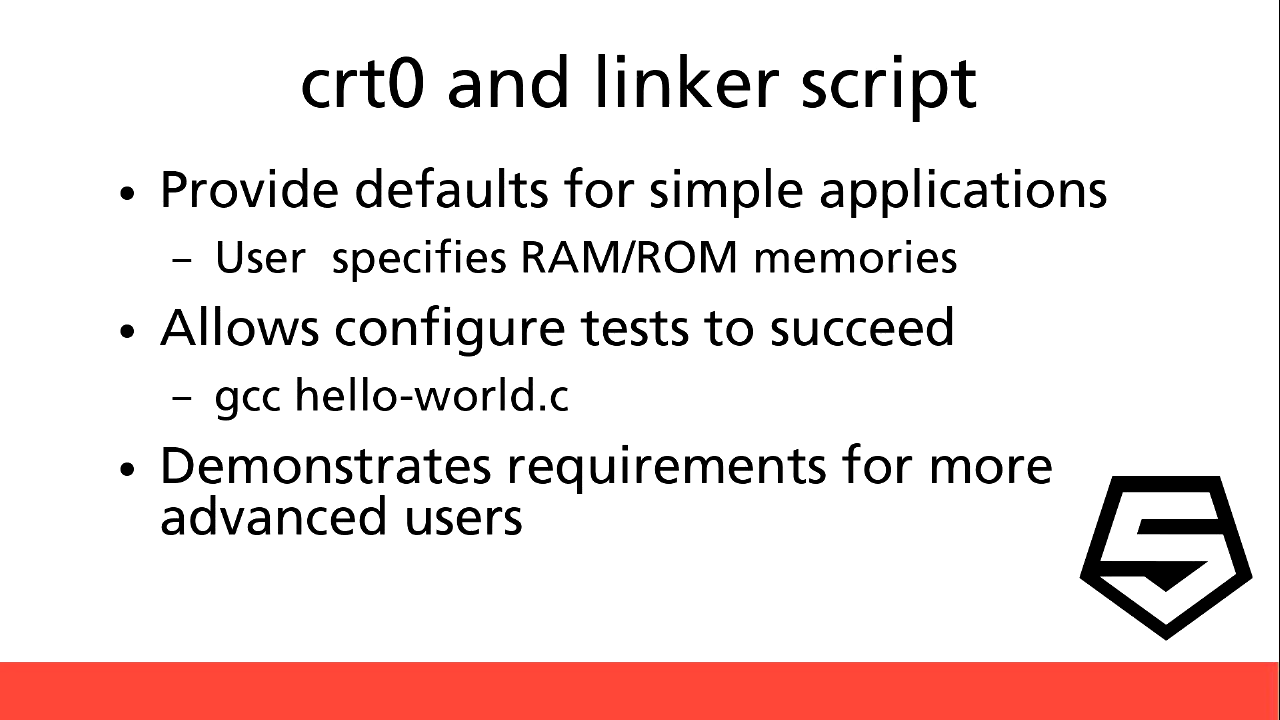 crt0 and linker script
• Provide defaults for simple applications
– User  specifies RAM/ROM memories
• Allows configure tests to succeed
– gcc hello-world.c
• Demonstrates requirements for more
advanced users